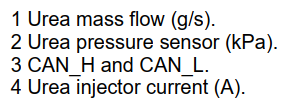 1 Urea mass flow (g/s).
2 Urea pressure sensor (kPa).
3 CAN_H and CAN_L.
4 Urea injector current (A).